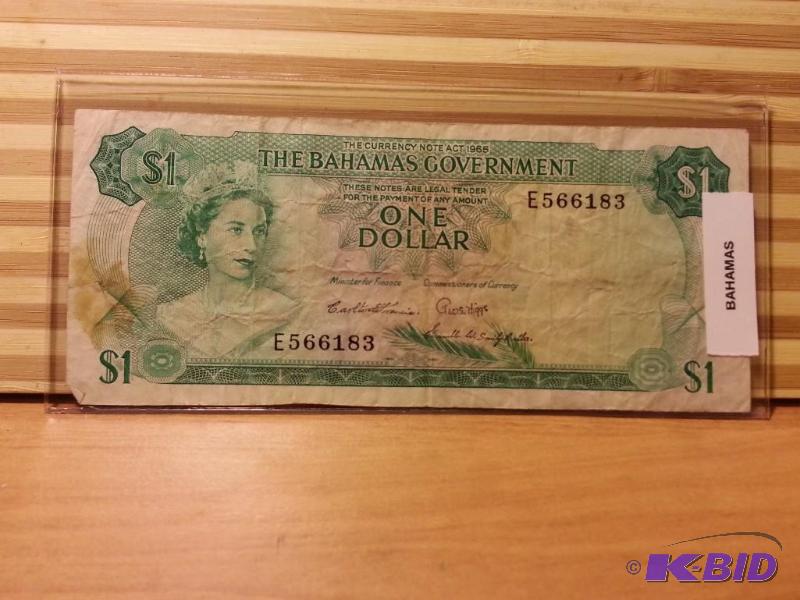 THE CURRENCY NOTE ACT 1965
$1 THE BAHAMAS GOVERNMENT $1
THESE NOTES ARE LEGAL TENDER
FOR THE PAYMENT OF ANY AMOUNT
E566183
ONE
DOLLAR
Minister for Finance Commissioners of Currency
E566183
$1 $1
BAHAMAS
© K-BID